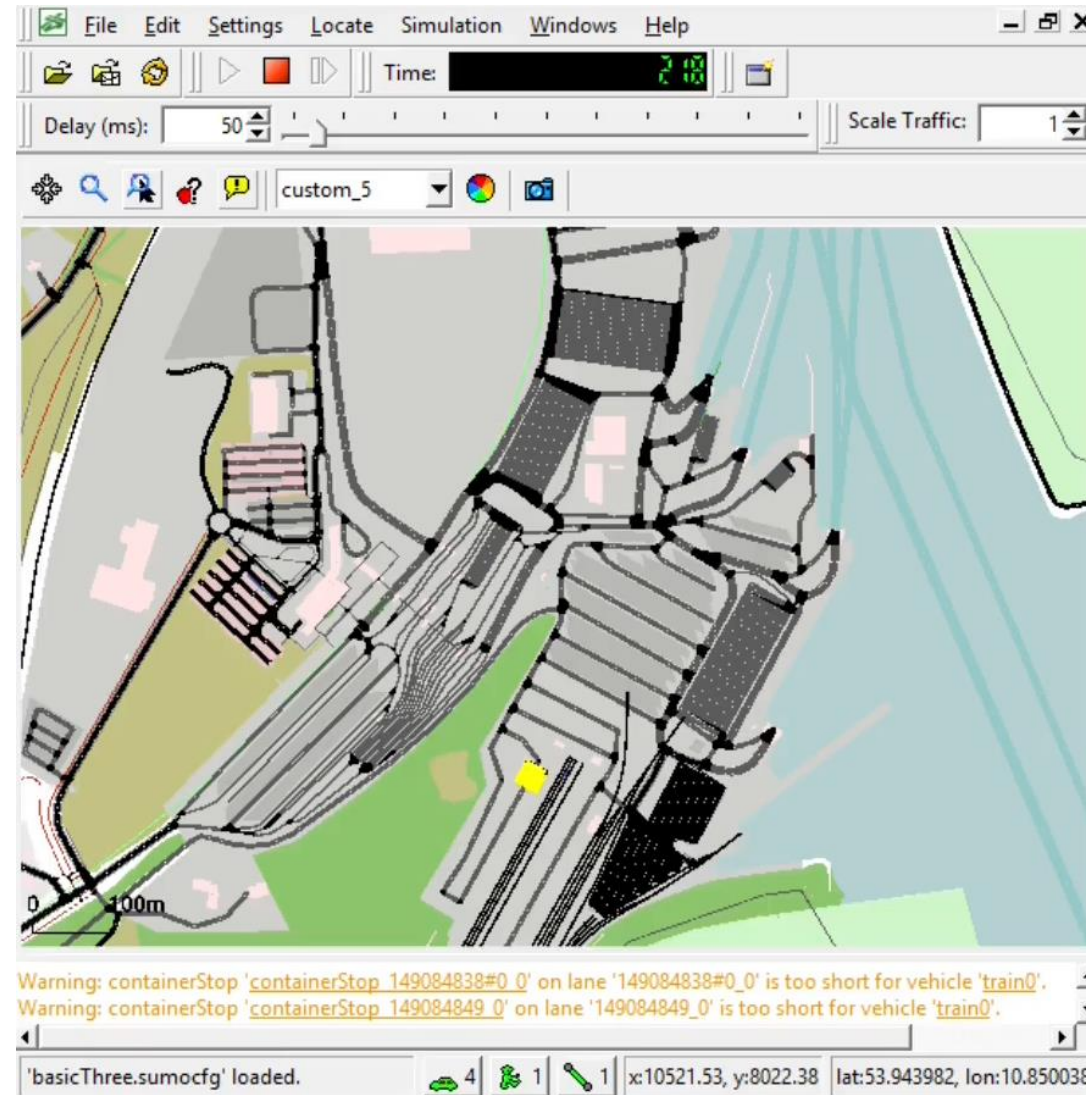 File Edit Settings Locate Simulation Windows Help
Time: 218
Delay (ms): 50 Scale Traffic: 1
custom_5
0 100m
Warning: containerStop 'containerStop_149084838#0_0' on lane '149084838#0_0' is too short for vehicle 'train0'.
Warning: containerStop 'containerStop_149084849_0' on lane '149084849_0' is too short for vehicle 'train0'.
'basicThree.sumocfg' loaded. 4 1 1 x:10521.53, y:8022.38 lat:53.943982, lon:10.850038